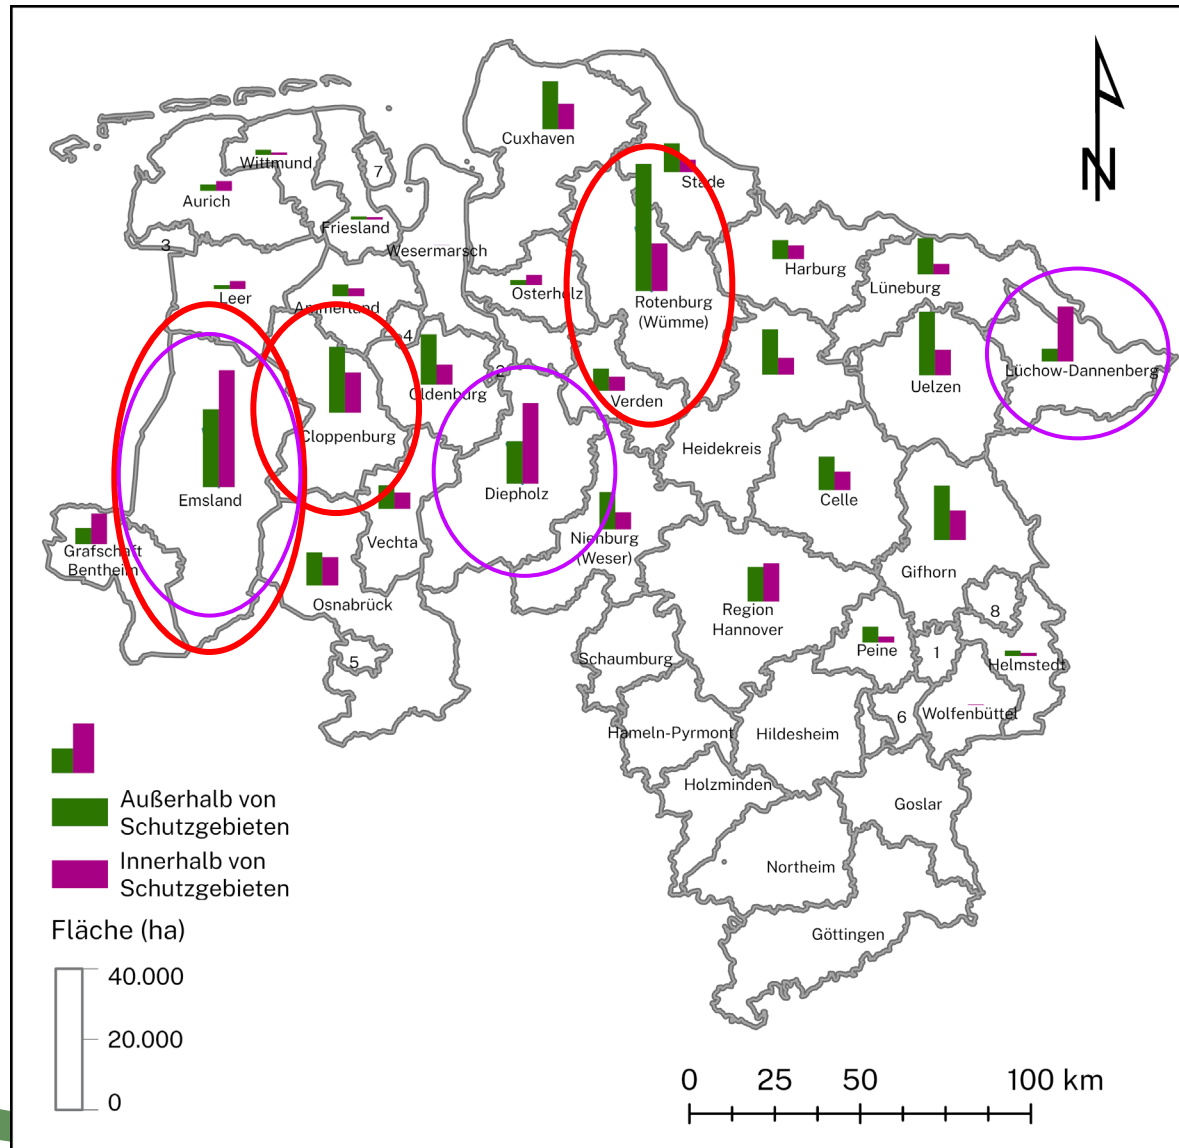 N
Cuxhaven
Stade
Wittmund
7
Aurich
Friesland
3
Wesermarsch
Harburg
Lüneburg
Leer
Ammerland
Osterholz
Rotenburg
(Wümme)
4
2
Oldenburg
Verden
Uelzen
Lüchow-Dannenberg
Cloppenburg
Heidekreis
Emsland
Diepholz
Celle
Grafschaft
Bentheim
Vechta
Nienburg
(Weser)
Gifhorn
Osnabrück
Region
Hannover
8
5
Schaumburg
Peine
1
Helmstedt
6
Wolfenbüttel
Hameln-Pyrmont
Hildesheim
Holzminden
Goslar
Northeim
Göttingen
Außerhalb von
Schutzgebieten
Innerhalb von
Schutzgebieten
Fläche (ha)
40.000
20.000
0
0 25 50 100 km